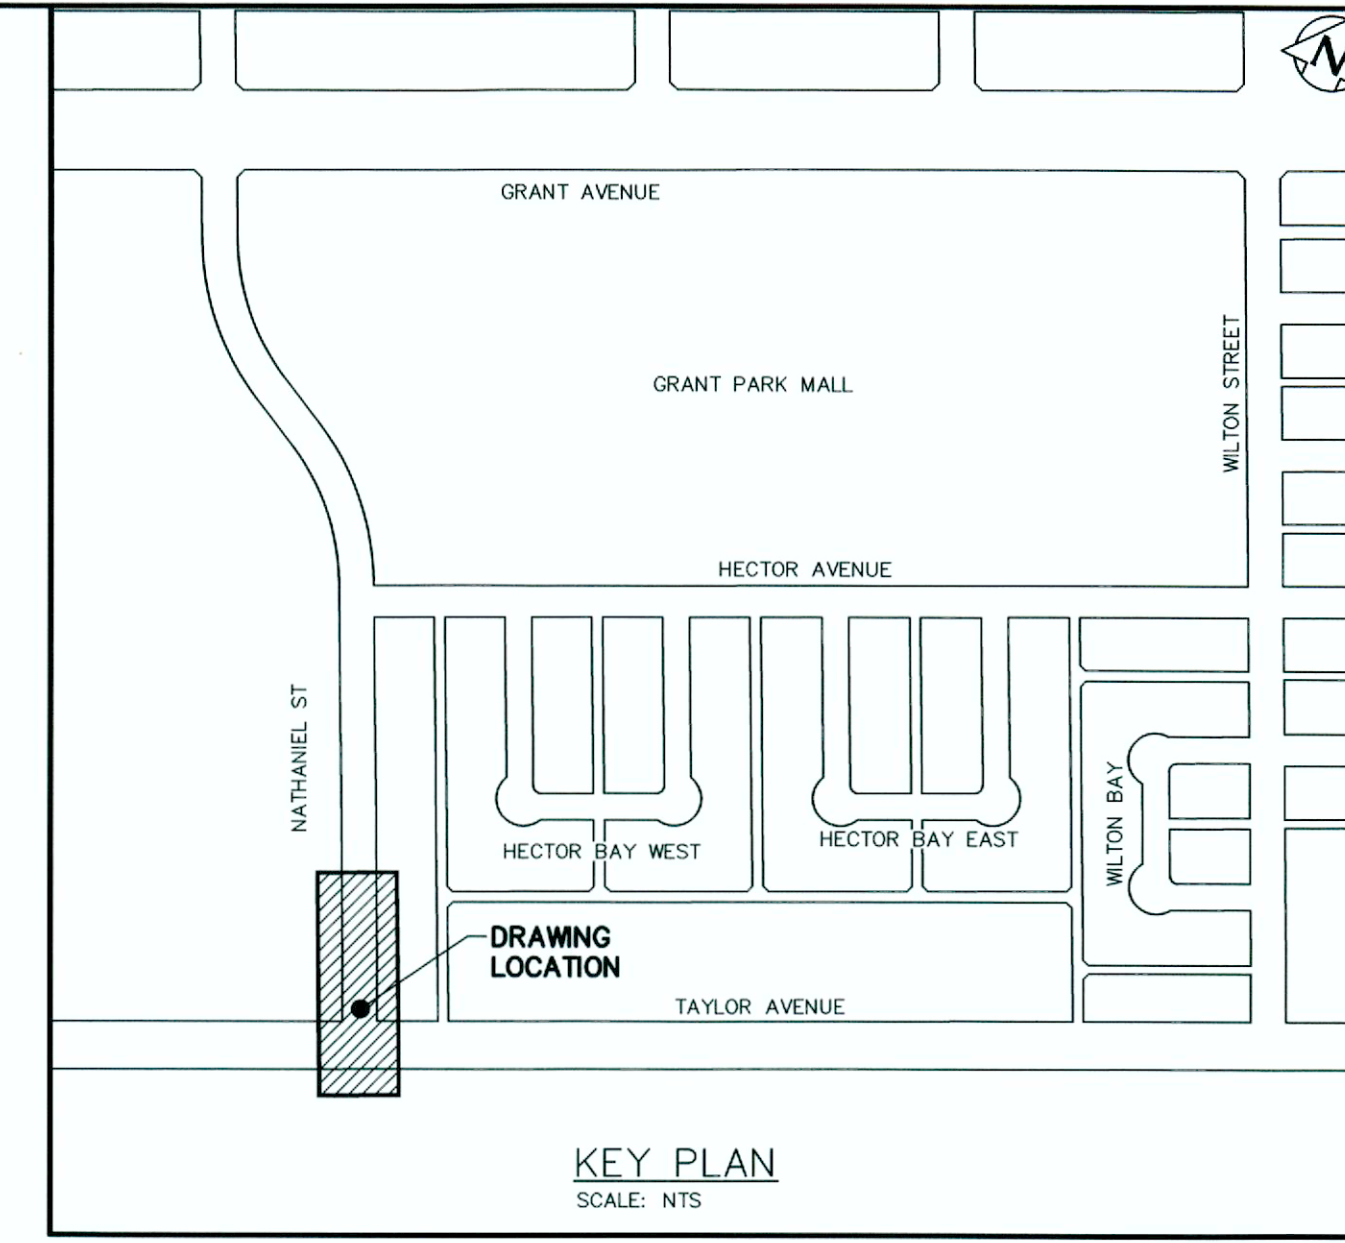 N
GRANT AVENUE
GRANT PARK MALL
WILTON STREET
HECTOR AVENUE
NATHANIEL ST
HECTOR BAY WEST
HECTOR BAY EAST
WILTON BAY
DRAWING
LOCATION
TAYLOR AVENUE
KEY PLAN
SCALE: NTS